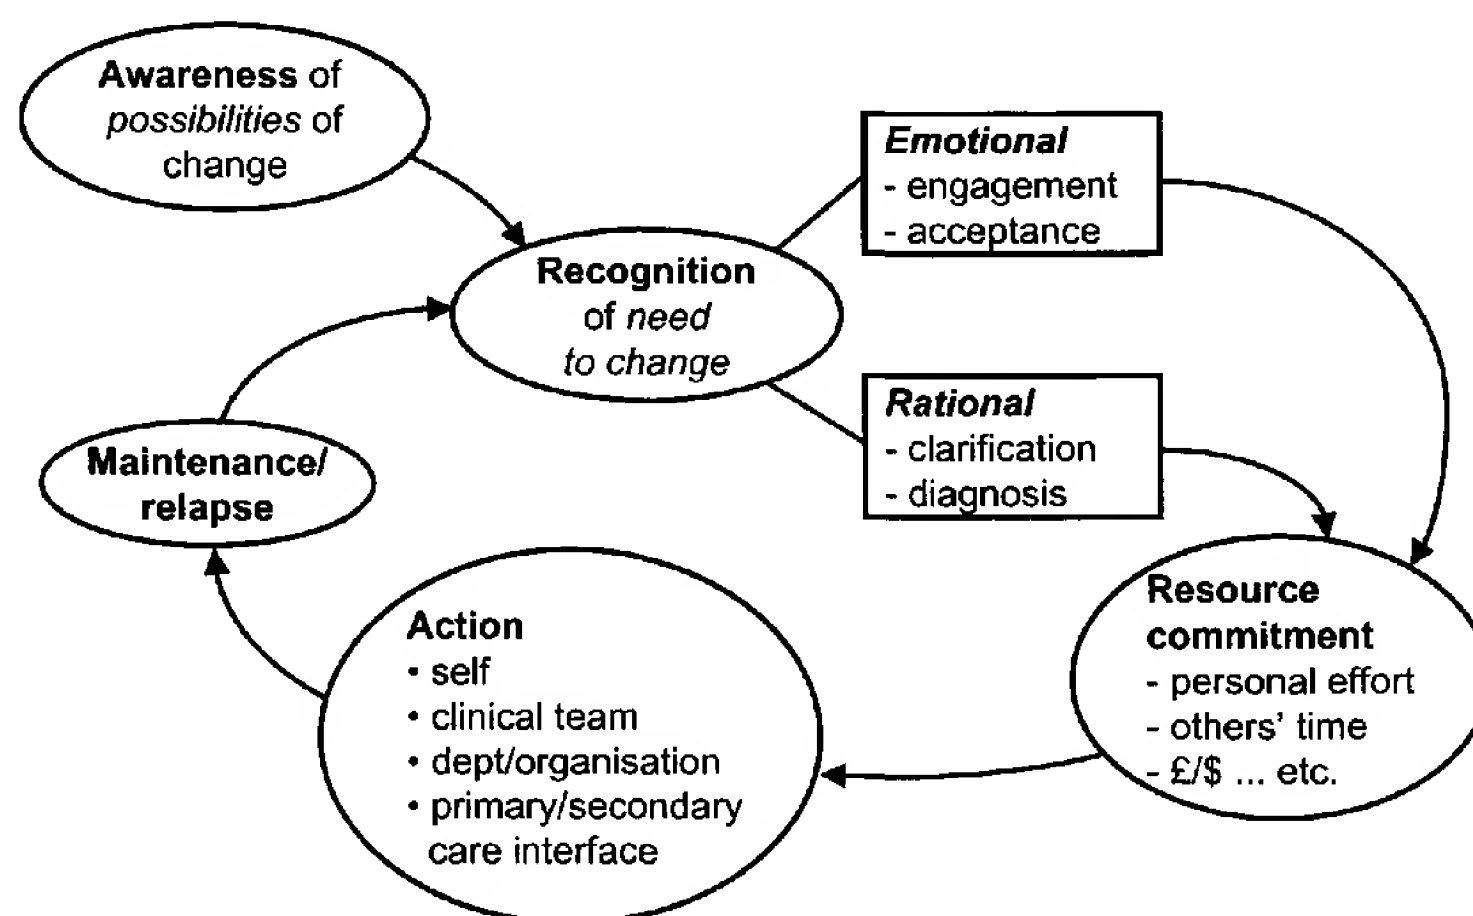 Awareness of
possibilities of
change
Emotional
- engagement
- acceptance
Recognition
of need
to change
Rational
- clarification
- diagnosis
Maintenance/
relapse
Resource
commitment
- personal effort
- others’ time
- £/$ ... etc.
Action
• self
• clinical team
• dept/organisation
• primary/secondary
care interface